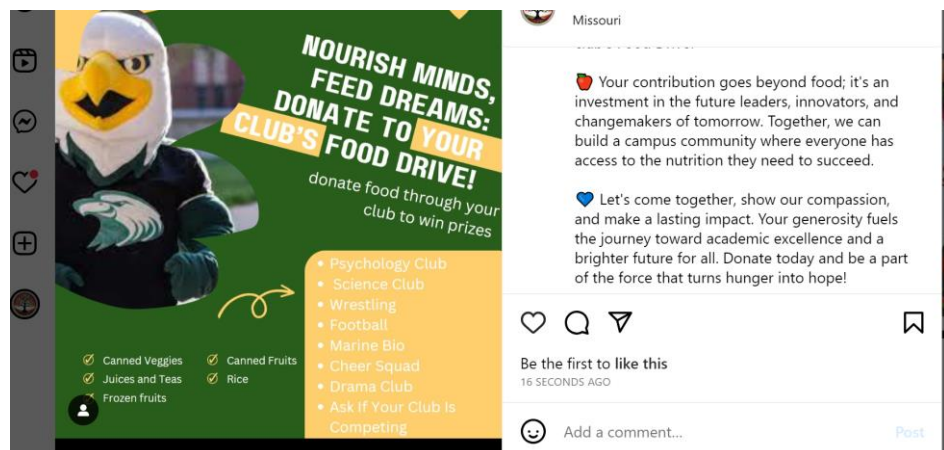 NOURISH MINDS,
FEED DREAMS:
DONATE TO YOUR
CLUB'S FOOD DRIVE!
donate food through your
club to win prizes
• Psychology Club
• Science Club
• Wrestling
• Football
• Marine Bio
• Cheer Squad
• Drama Club
• Ask If Your Club Is
Competing
Canned Veggies
Juices and Teas
Frozen fruits
Canned Fruits
Rice
Missouri
🍎 Your contribution goes beyond food; it's an
investment in the future leaders, innovators, and
changemakers of tomorrow. Together, we can
build a campus community where everyone has
access to the nutrition they need to succeed.
💙 Let's come together, show our compassion,
and make a lasting impact. Your generosity fuels
the journey toward academic excellence and a
brighter future for all. Donate today and be a part
of the force that turns hunger into hope!
Be the first to like this
16 SECONDS AGO
Add a comment...
Post